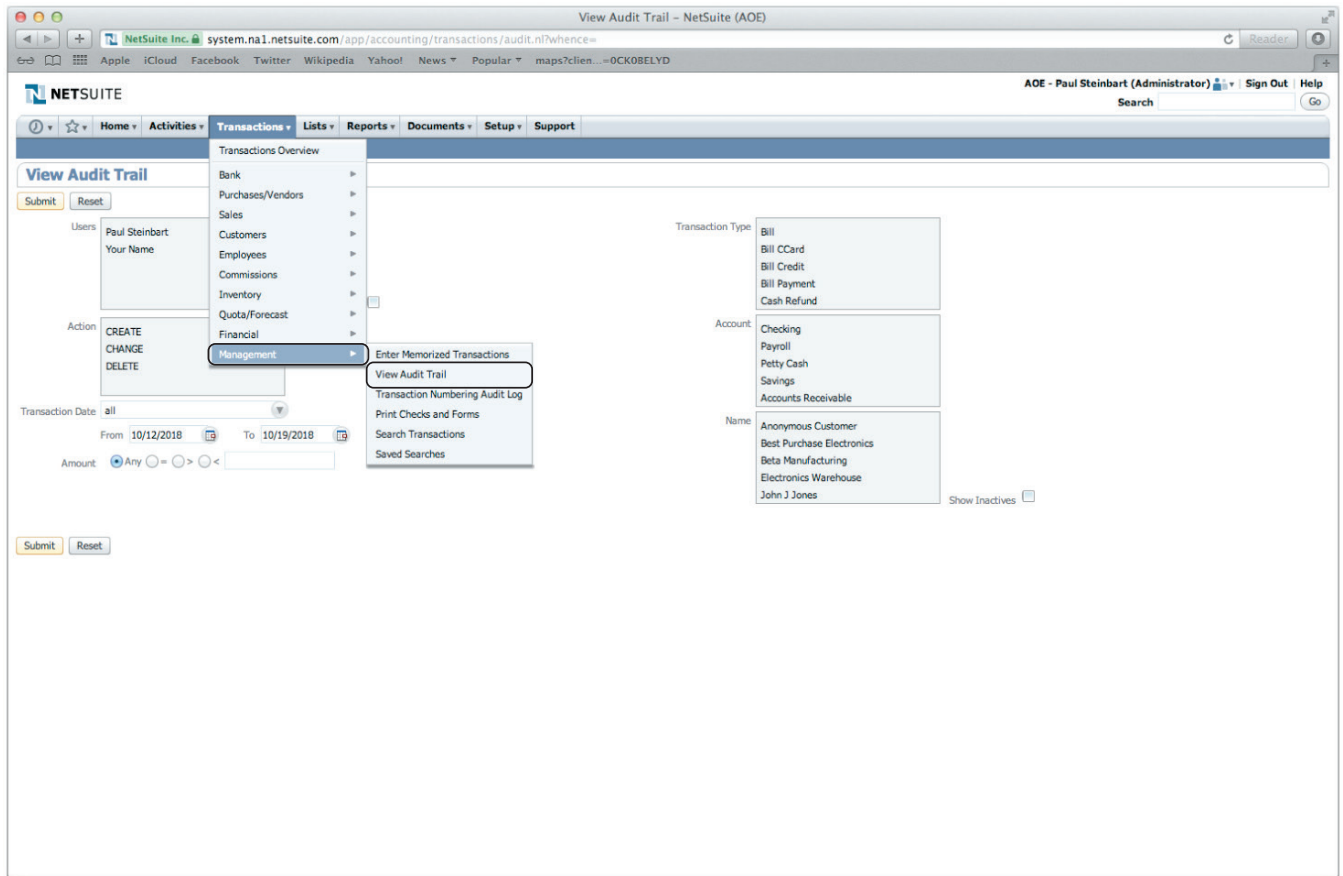 View Audit Trail – NetSuite (AOE)
NetSuite Inc. system.na1.netsuite.com/app/accounting/transactions/audit.nl?whence=
Reader
Apple iCloud Facebook Twitter Wikipedia Yahoo! News Popular maps?clien...=0CK0BELYD
NETSUITE
AOE - Paul Steinbart (Administrator) Sign Out Help
Search Go
Home Activities Transactions Lists Reports Documents Setup Support
Transactions Overview
Bank
Purchases/Vendors
Sales
Customers
Employees
Commissions
Inventory
Quota/Forecast
Financial
Management
Enter Memorized Transactions
View Audit Trail
Transaction Numbering Audit Log
Print Checks and Forms
Search Transactions
Saved Searches
View Audit Trail
Submit Reset
Users
Paul Steinbart
Your Name
Action
CREATE
CHANGE
DELETE
Transaction Date all
From 10/12/2018 To 10/19/2018
Amount Any = > <
Transaction Type
Bill
Bill CCard
Bill Credit
Bill Payment
Cash Refund
Account
Checking
Payroll
Petty Cash
Savings
Accounts Receivable
Name
Anonymous Customer
Best Purchase Electronics
Beta Manufacturing
Electronics Warehouse
John J Jones
Show Inactives
Submit Reset